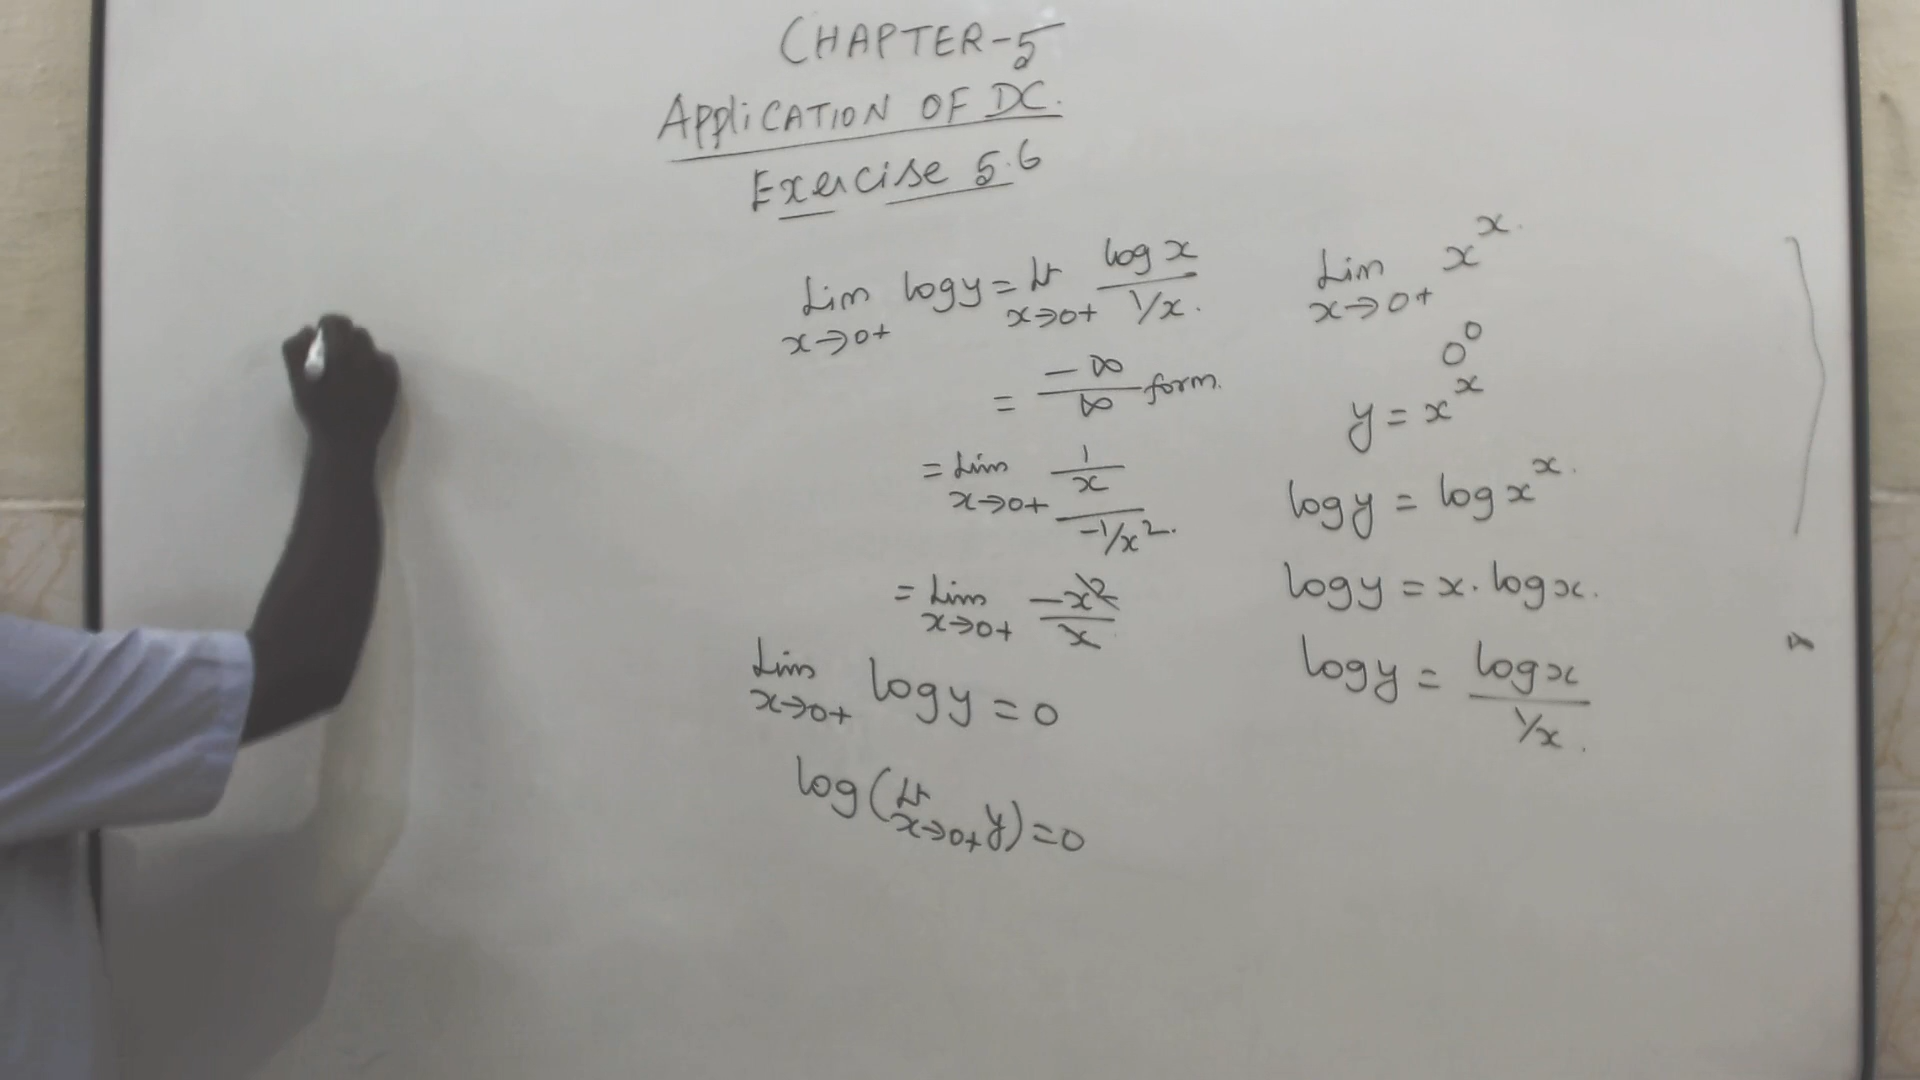 CHAPTER-5
APPliCATION OF DC.
Exercise 5.6
Lim x→0+ x^x.
0^0
y = x^x
log y = log x^x.
log y = x. log x.
log y = log x / 1/x.
Lim x→0+ log y = Lt x→0+ log x / 1/x.
= -∞ / ∞ form.
= Lim x→0+ 1/x / -1/x^2.
= Lim x→0+ -x^2 / x
Lim x→0+ log y = 0
log (Lt x→0+ y) = 0